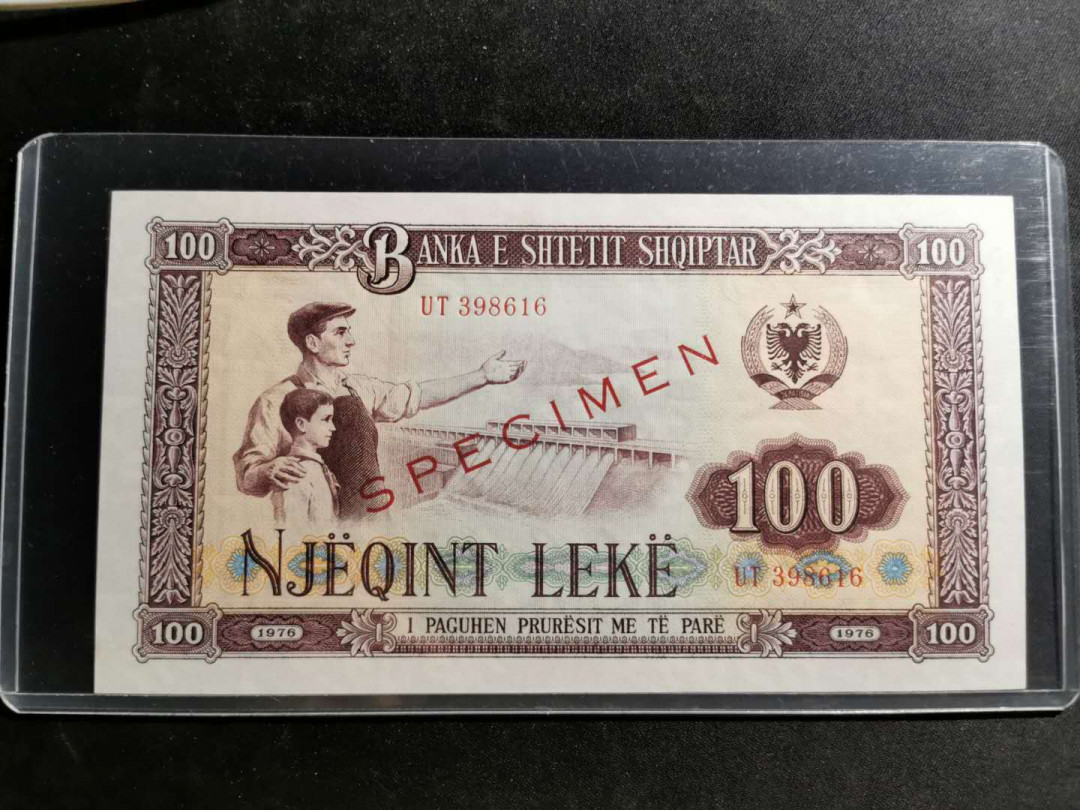 100 BANKA E SHTETIT SHQIPTAR 100
UT 398616
SPECIMEN
100
NJËQINT LEKË
UT 398616
100 1976 I PAGUHEN PRURËSIT ME TË PARË 1976 100